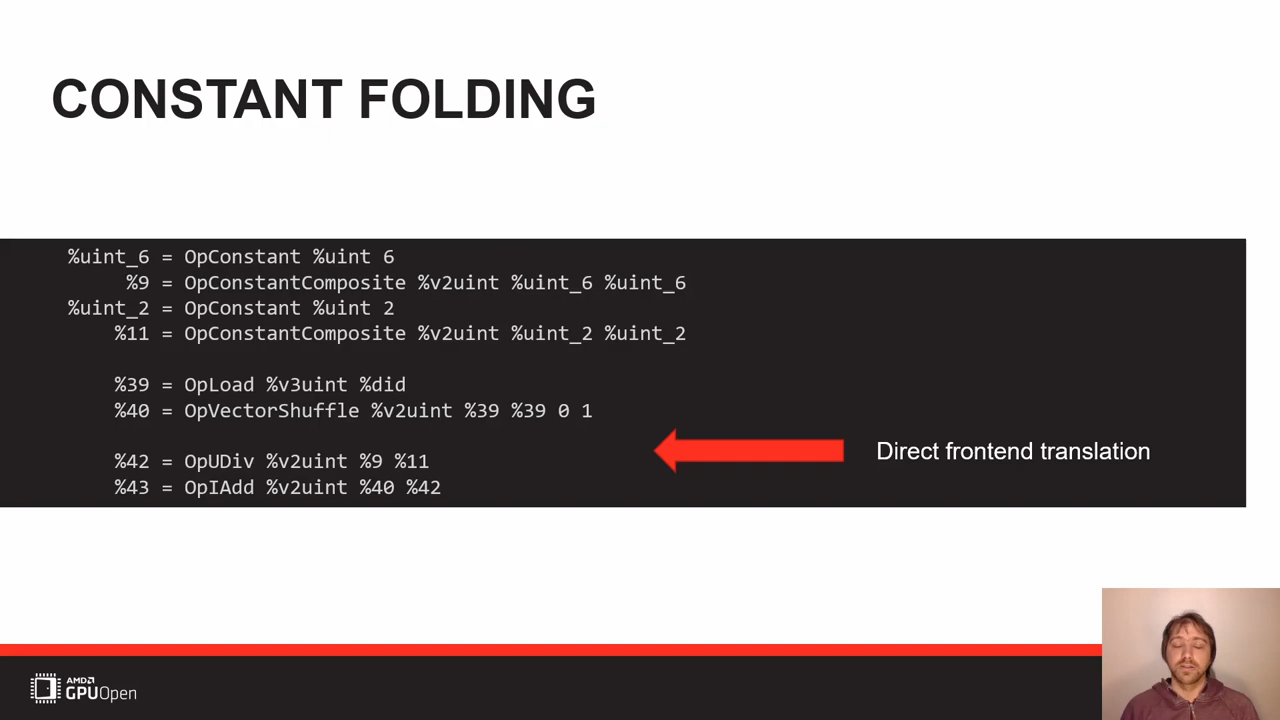 CONSTANT FOLDING
%uint_6 = OpConstant %uint 6
%9 = OpConstantComposite %v2uint %uint_6 %uint_6
%uint_2 = OpConstant %uint 2
%11 = OpConstantComposite %v2uint %uint_2 %uint_2
%39 = OpLoad %v3uint %did
%40 = OpVectorShuffle %v2uint %39 %39 0 1
%42 = OpUDiv %v2uint %9 %11
%43 = OpIAdd %v2uint %40 %42
Direct frontend translation
AMD
GPUOpen